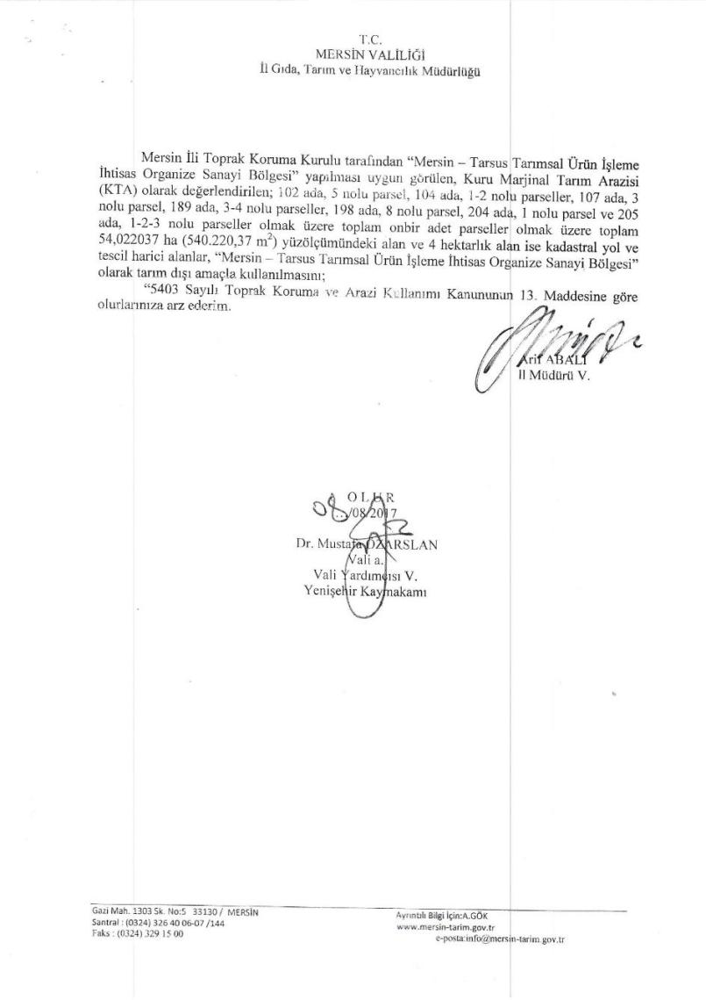 T.C.
MERSİN VALİLİĞİ
İl Gıda, Tarım ve Hayvancılık Müdürlüğü
Mersin İli Toprak Koruma Kurulu tarafından “Mersin – Tarsus Tarımsal Ürün İşleme
İhtisas Organize Sanayi Bölgesi” yapılması uygun görülen, Kuru Marjinal Tarım Arazisi
(KTA) olarak değerlendirilen; 102 ada, 5 nolu parsel, 104 ada, 1-2 nolu parseller, 107 ada, 3
nolu parsel, 189 ada, 3-4 nolu parseller, 198 ada, 8 nolu parsel, 204 ada, 1 nolu parsel ve 205
ada, 1-2-3 nolu parseller olmak üzere toplam onbir adet parseller olmak üzere toplam
54,022037 ha (540.220,37 m²) yüzölçümündeki alan ve 4 hektarlık alan ise kadastral yol ve
tescil harici alanlar, “Mersin – Tarsus Tarımsal Ürün İşleme İhtisas Organize Sanayi Bölgesi”
olarak tarım dışı amaçla kullanılmasını;
“5403 Sayılı Toprak Koruma ve Arazi Kullanımı Kanununun 13. Maddesine göre
olurlarınıza arz ederim.
Arif ABALI
İl Müdürü V.
O L U R
08/08/2017
Dr. Mustafa ÖZARSLAN
Vali a.
Vali Yardımcısı V.
Yenişehir Kaymakamı
Gazi Mah. 1303 Sk. No:5 33130 / MERSİN
Santral : (0324) 326 40 06-07 /144
Faks : (0324) 329 15 00
Ayrıntılı Bilgi İçin:A.GÖK
www.mersin-tarim.gov.tr
e-posta:info@mersin-tarim.gov.tr